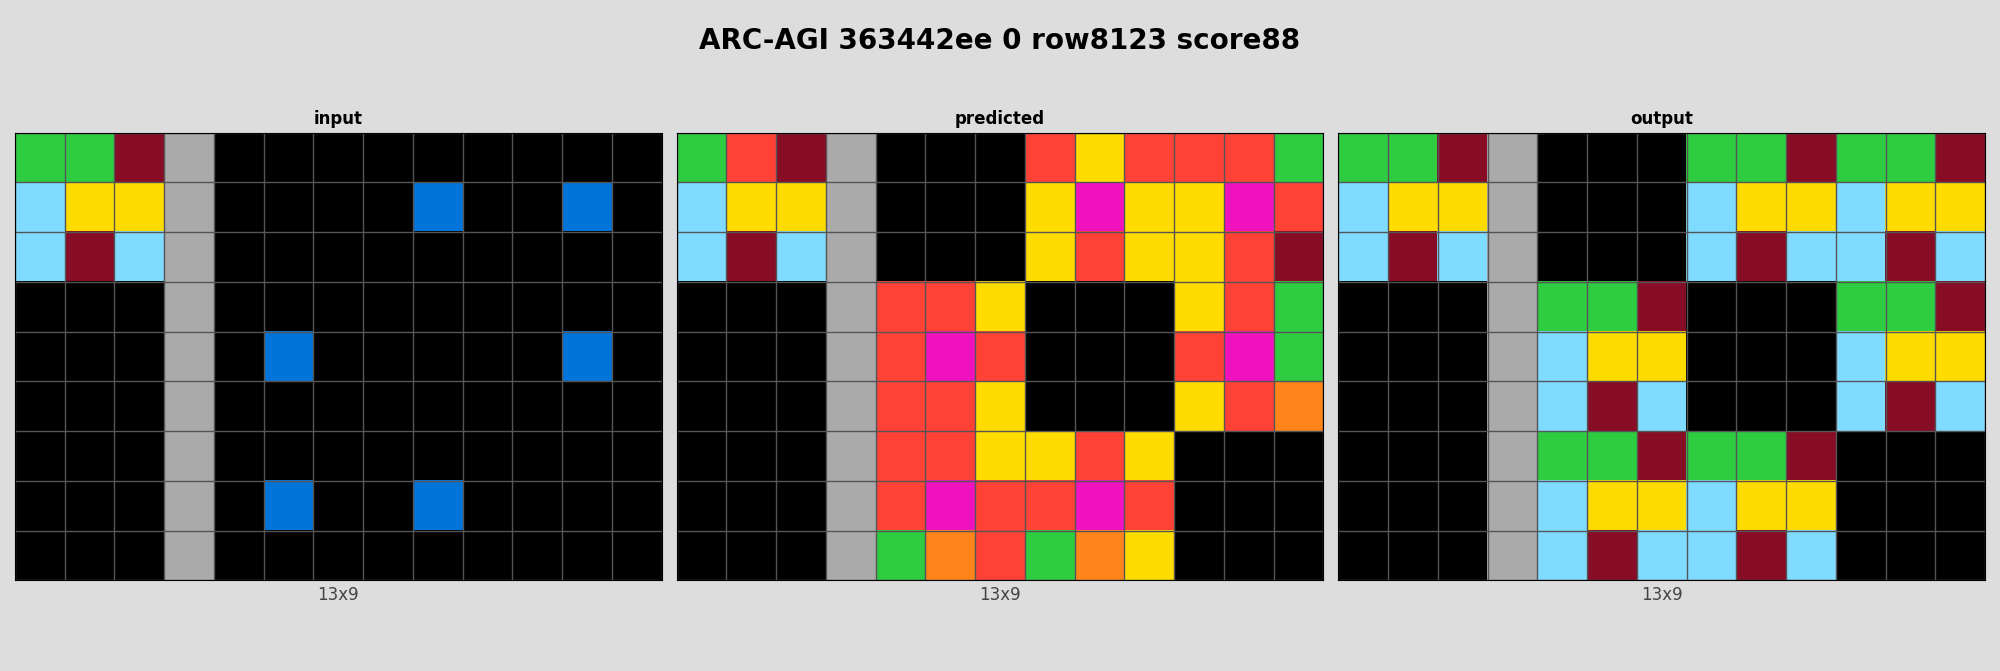 ARC-AGI 363442ee 0 row8123 score88
input
predicted
output
13x9
13x9
13x9